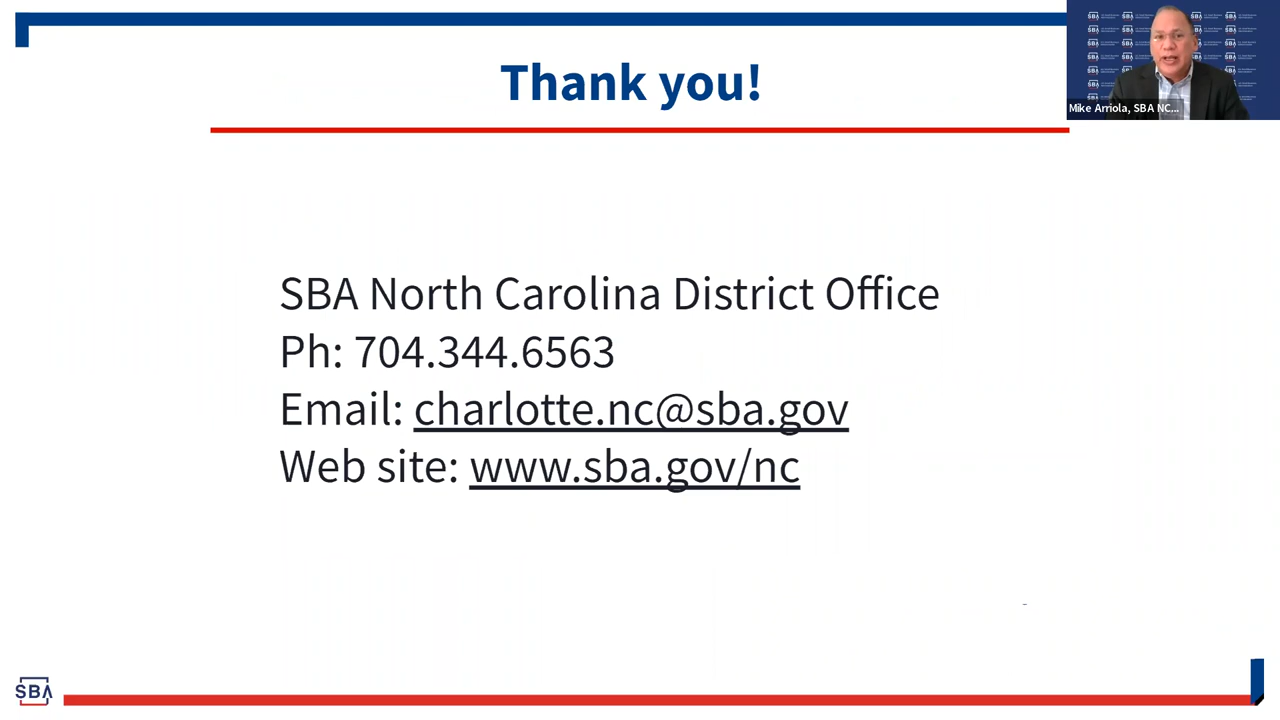 Thank you!
Mike Arriola, SBA NC...
SBA North Carolina District Office
Ph: 704.344.6563
Email: charlotte.nc@sba.gov
Web site: www.sba.gov/nc
SBA